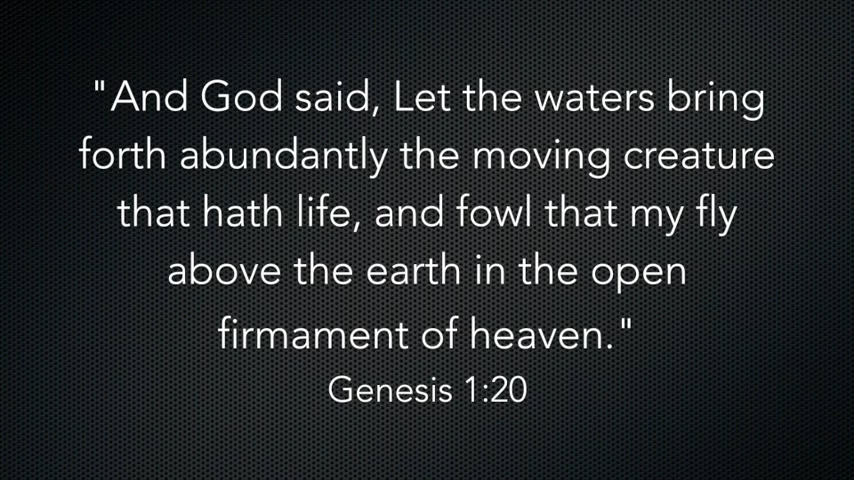 "And God said, Let the waters bring
forth abundantly the moving creature
that hath life, and fowl that my fly
above the earth in the open
firmament of heaven."
Genesis 1:20